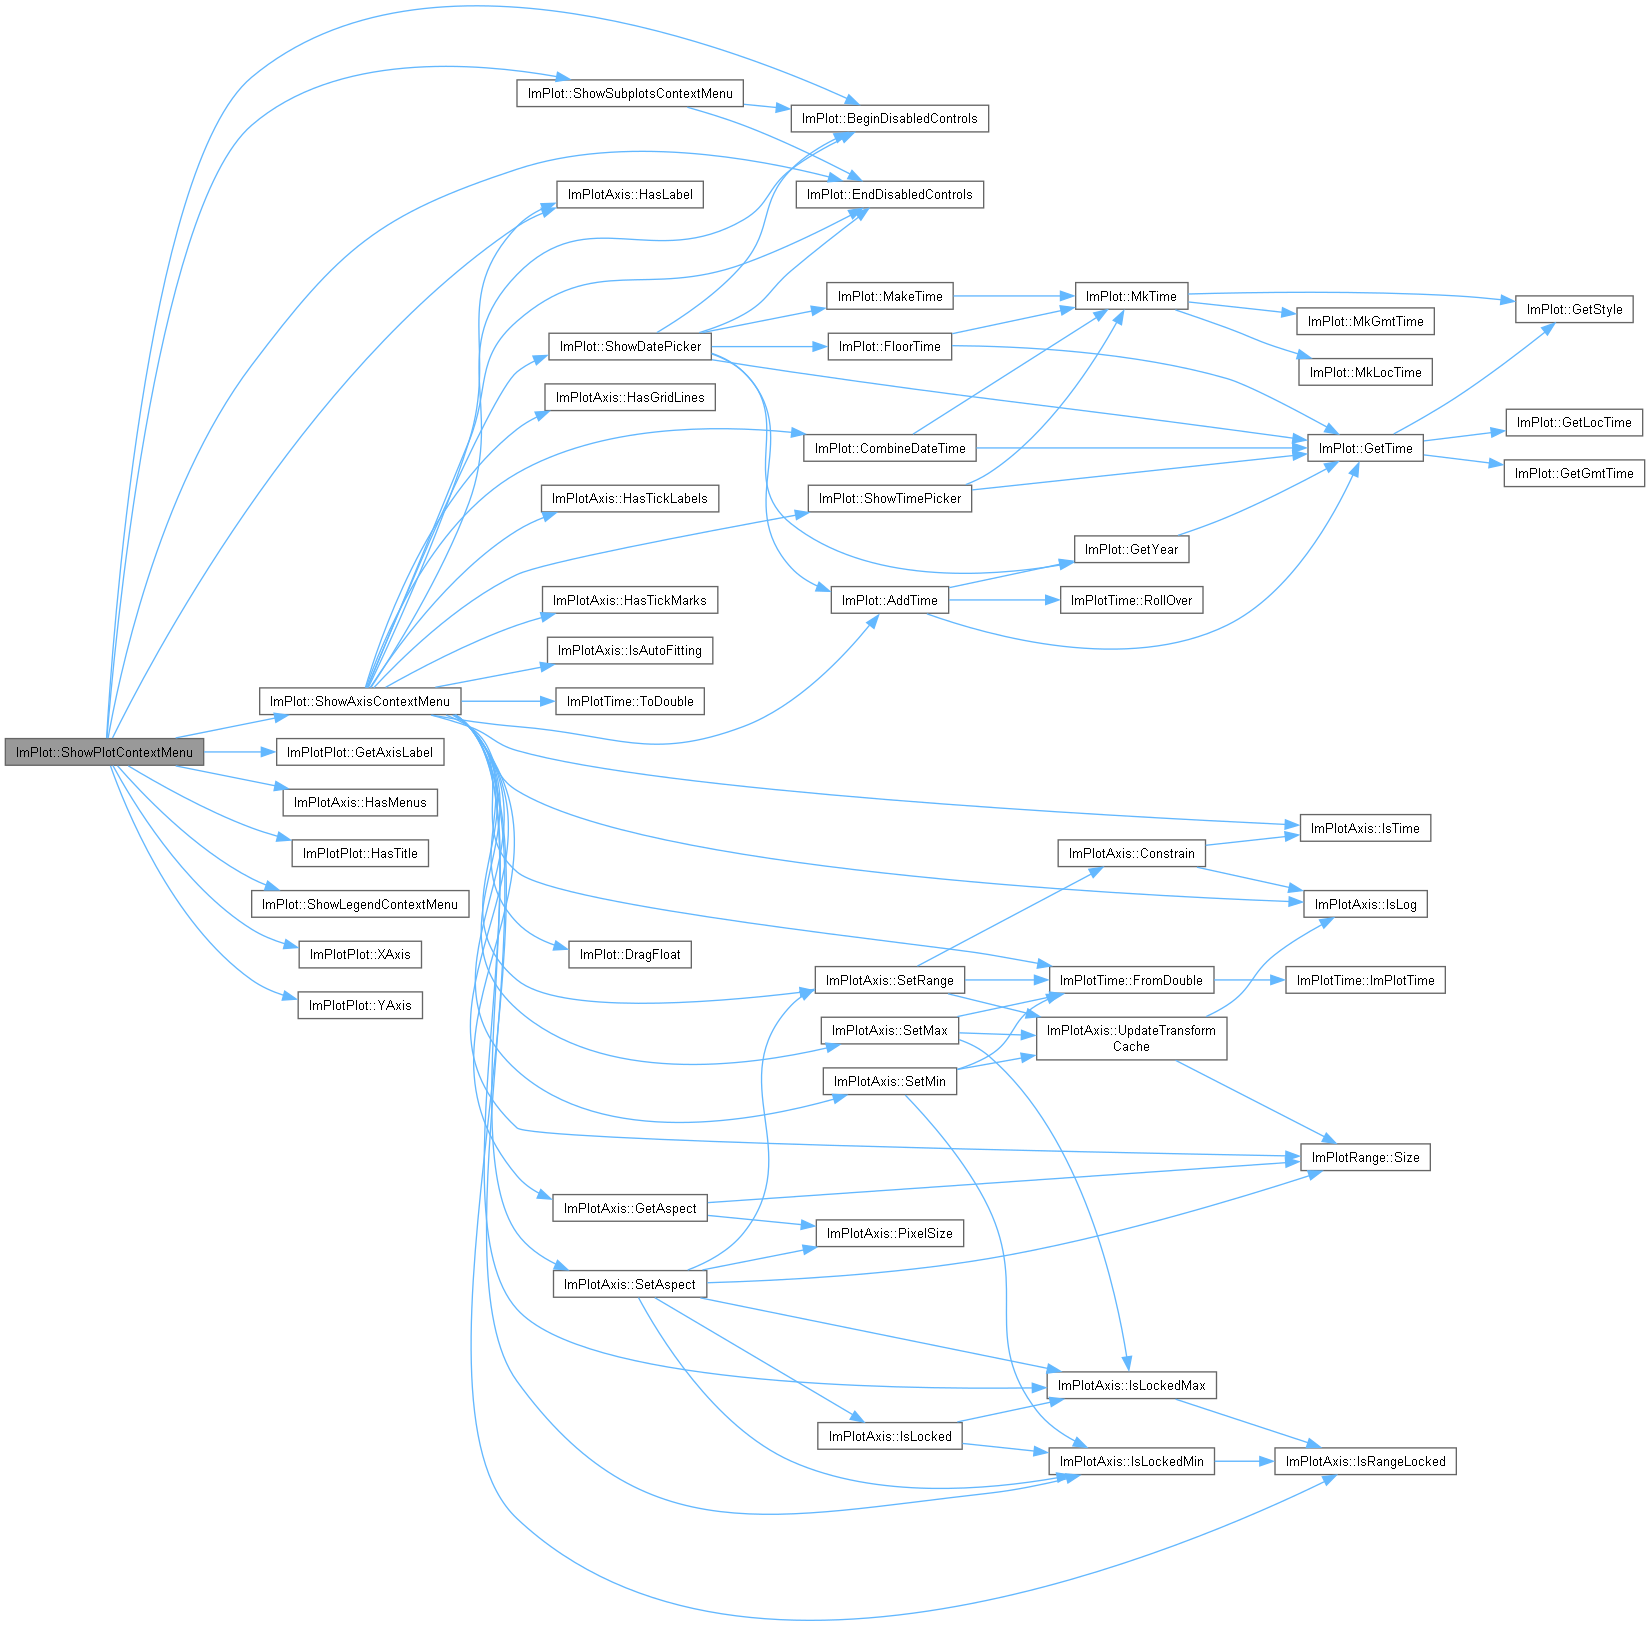 ImPlot::ShowSubplotsContextMenu
ImPlot::BeginDisabledControls
ImPlotAxis::HasLabel
ImPlot::EndDisabledControls
ImPlot::MakeTime
ImPlot::MkTime
ImPlot::GetStyle
ImPlot::MkGmtTime
ImPlot::ShowDatePicker
ImPlot::FloorTime
ImPlot::MkLocTime
ImPlotAxis::HasGridLines
ImPlot::GetLocTime
ImPlot::CombineDateTime
ImPlot::GetTime
ImPlot::GetGmtTime
ImPlotAxis::HasTickLabels
ImPlot::ShowTimePicker
ImPlot::GetYear
ImPlotAxis::HasTickMarks
ImPlot::AddTime
ImPlotTime::RollOver
ImPlotAxis::IsAutoFitting
ImPlot::ShowAxisContextMenu
ImPlotTime::ToDouble
ImPlot::ShowPlotContextMenu
ImPlotPlot::GetAxisLabel
ImPlotAxis::HasMenus
ImPlotAxis::IsTime
ImPlotPlot::HasTitle
ImPlotAxis::Constrain
ImPlot::ShowLegendContextMenu
ImPlotAxis::IsLog
ImPlotPlot::XAxis
ImPlot::DragFloat
ImPlotAxis::SetRange
ImPlotTime::FromDouble
ImPlotTime::ImPlotTime
ImPlotPlot::YAxis
ImPlotAxis::SetMax
ImPlotAxis::UpdateTransform
Cache
ImPlotAxis::SetMin
ImPlotRange::Size
ImPlotAxis::GetAspect
ImPlotAxis::PixelSize
ImPlotAxis::SetAspect
ImPlotAxis::IsLockedMax
ImPlotAxis::IsLocked
ImPlotAxis::IsLockedMin
ImPlotAxis::IsRangeLocked